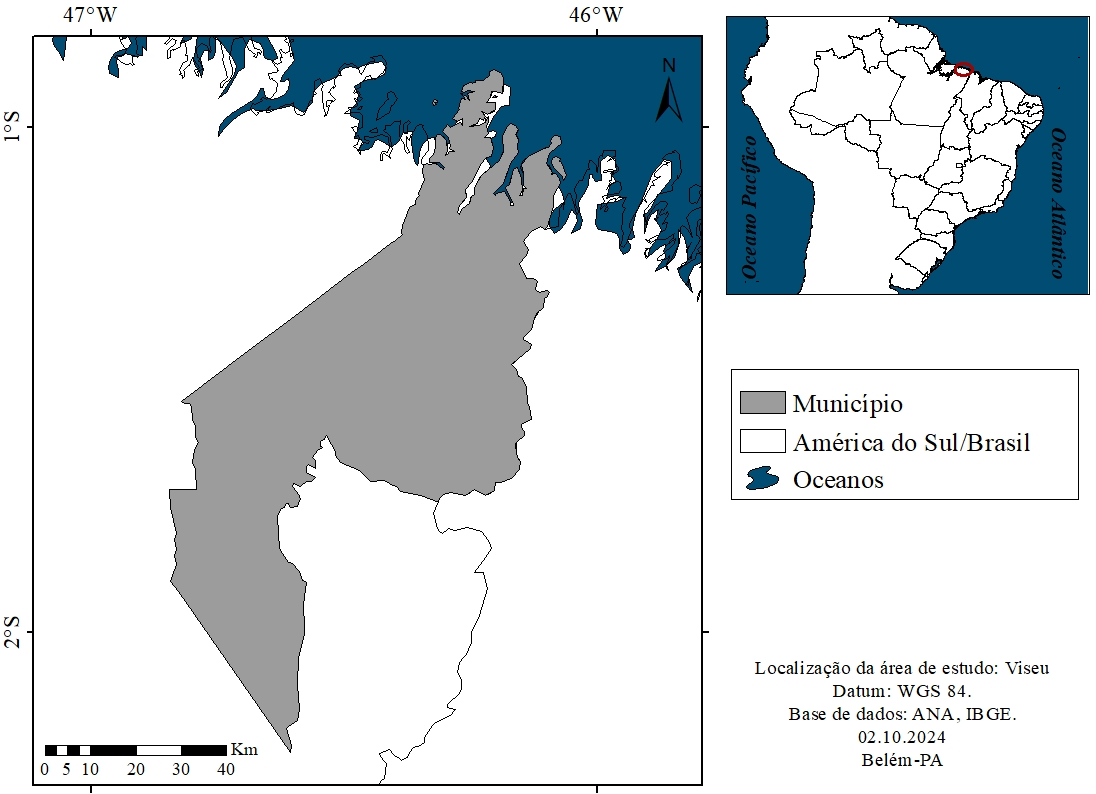 47°W
46°W
1°S
2°S
N
Km
0 5 10 20 30 40
Oceano Pacífico
Oceano Atlântico
Município
América do Sul/Brasil
Oceanos
Localização da área de estudo: Viseu
Datum: WGS 84.
Base de dados: ANA, IBGE.
02.10.2024
Belém-PA